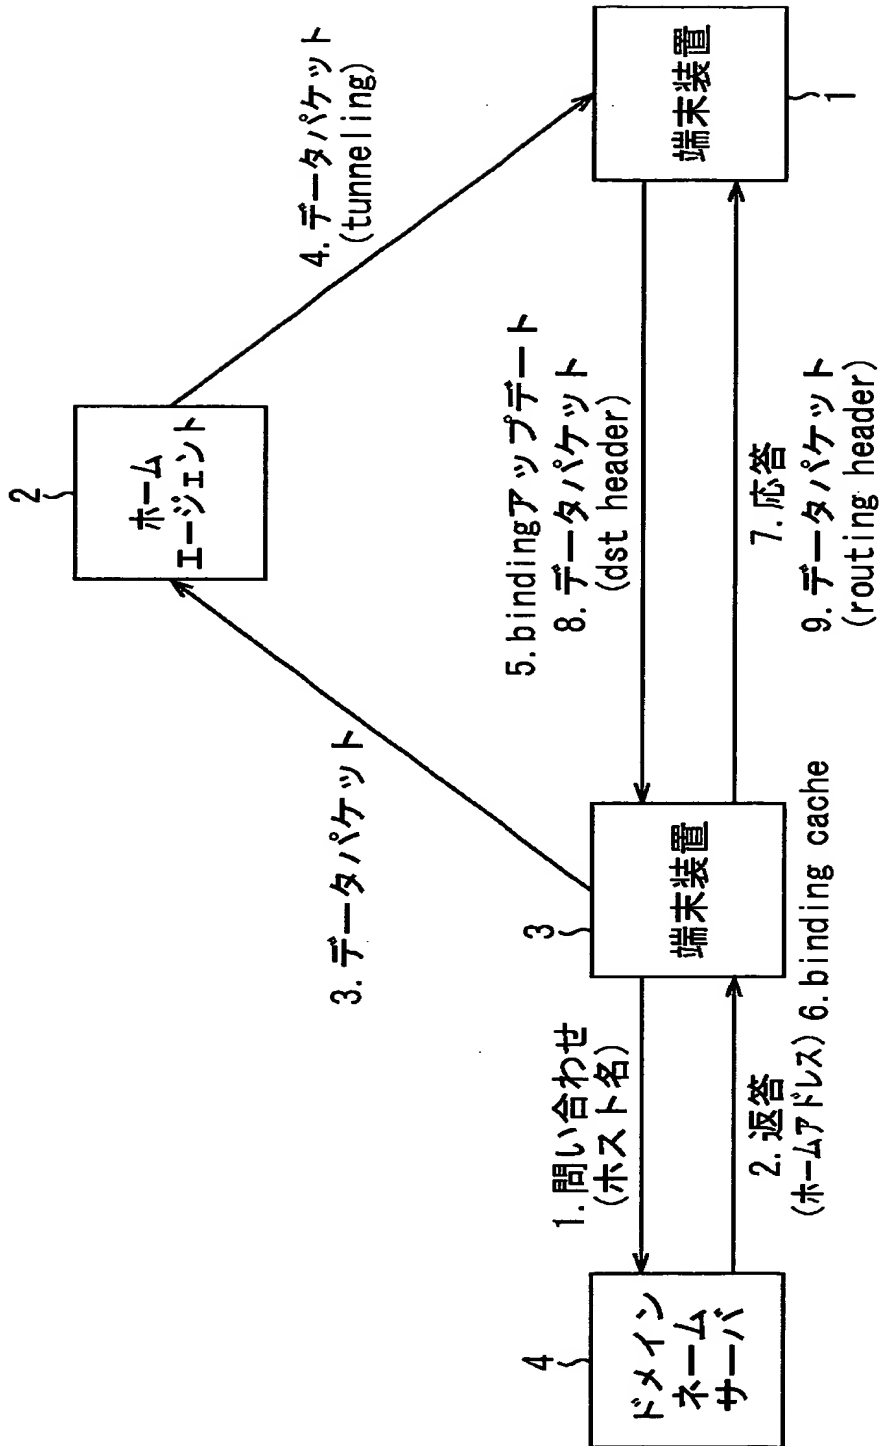 2
ホーム
エージェント
3. データパケット
4. データパケット
(tunneling)
4
ドメイン
ネーム
サーバ
1. 問い合わせ
(ホスト名)
2. 返答
(ホームアドレス)
3
端末装置
6. binding cache
5. bindingアップデート
8. データパケット
(dst header)
7. 応答
9. データパケット
(routing header)
端末装置
1